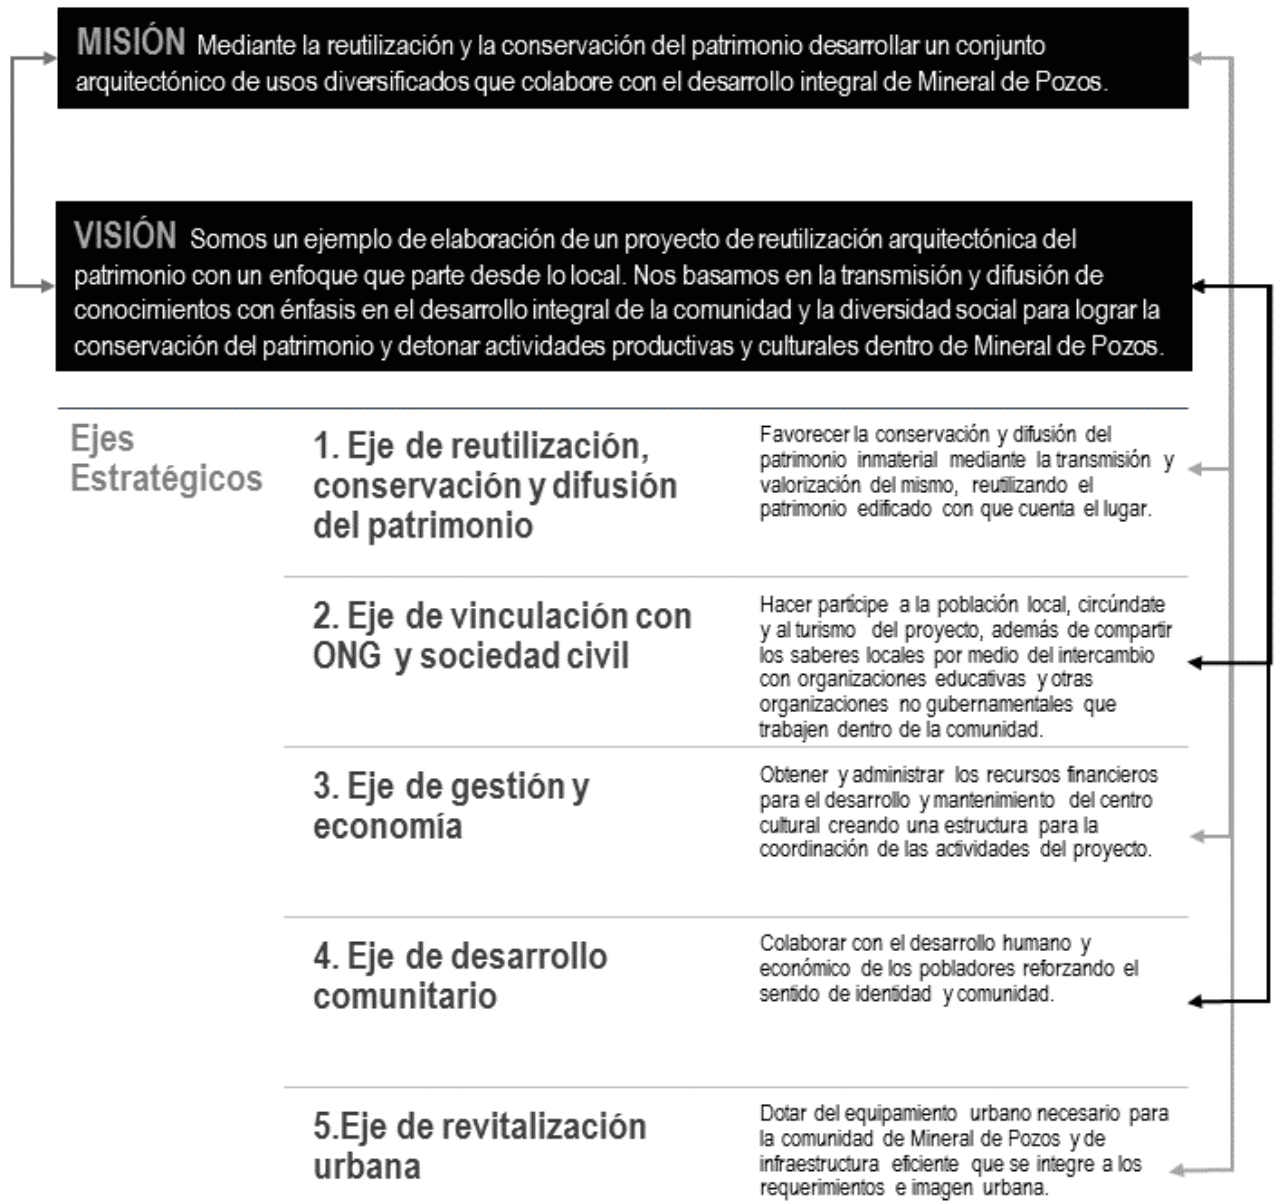 MISIÓN Mediante la reutilización y la conservación del patrimonio desarrollar un conjunto
arquitectónico de usos diversificados que colabore con el desarrollo integral de Mineral de Pozos.
VISIÓN Somos un ejemplo de elaboración de un proyecto de reutilización arquitectónica del
patrimonio con un enfoque que parte desde lo local. Nos basamos en la transmisión y difusión de
conocimientos con énfasis en el desarrollo integral de la comunidad y la diversidad social para lograr la
conservación del patrimonio y detonar actividades productivas y culturales dentro de Mineral de Pozos.
Ejes
Estratégicos
1. Eje de reutilización,
conservación y difusión
del patrimonio
Favorecer la conservación y difusión del
patrimonio inmaterial mediante la transmisión y
valorización del mismo, reutilizando el
patrimonio edificado con que cuenta el lugar.
2. Eje de vinculación con
ONG y sociedad civil
Hacer partícipe a la población local, circúndate
y al turismo del proyecto, además de compartir
los saberes locales por medio del intercambio
con organizaciones educativas y otras
organizaciones no gubernamentales que
trabajen dentro de la comunidad.
3. Eje de gestión y
economía
Obtener y administrar los recursos financieros
para el desarrollo y mantenimiento del centro
cultural creando una estructura para la
coordinación de las actividades del proyecto.
4. Eje de desarrollo
comunitario
Colaborar con el desarrollo humano y
económico de los pobladores reforzando el
sentido de identidad y comunidad.
5.Eje de revitalización
urbana
Dotar del equipamiento urbano necesario para
la comunidad de Mineral de Pozos y de
infraestructura eficiente que se integre a los
requerimientos e imagen urbana.